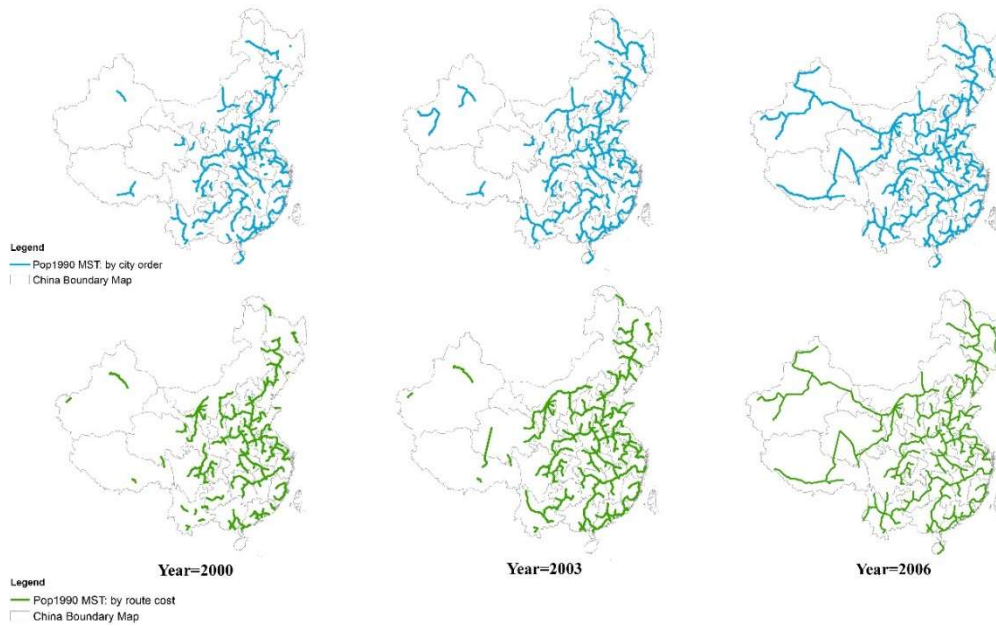 Legend
Pop1990 MST: by city order
China Boundary Map
Year=2000
Year=2003
Year=2006
Legend
Pop1990 MST: by route cost
China Boundary Map